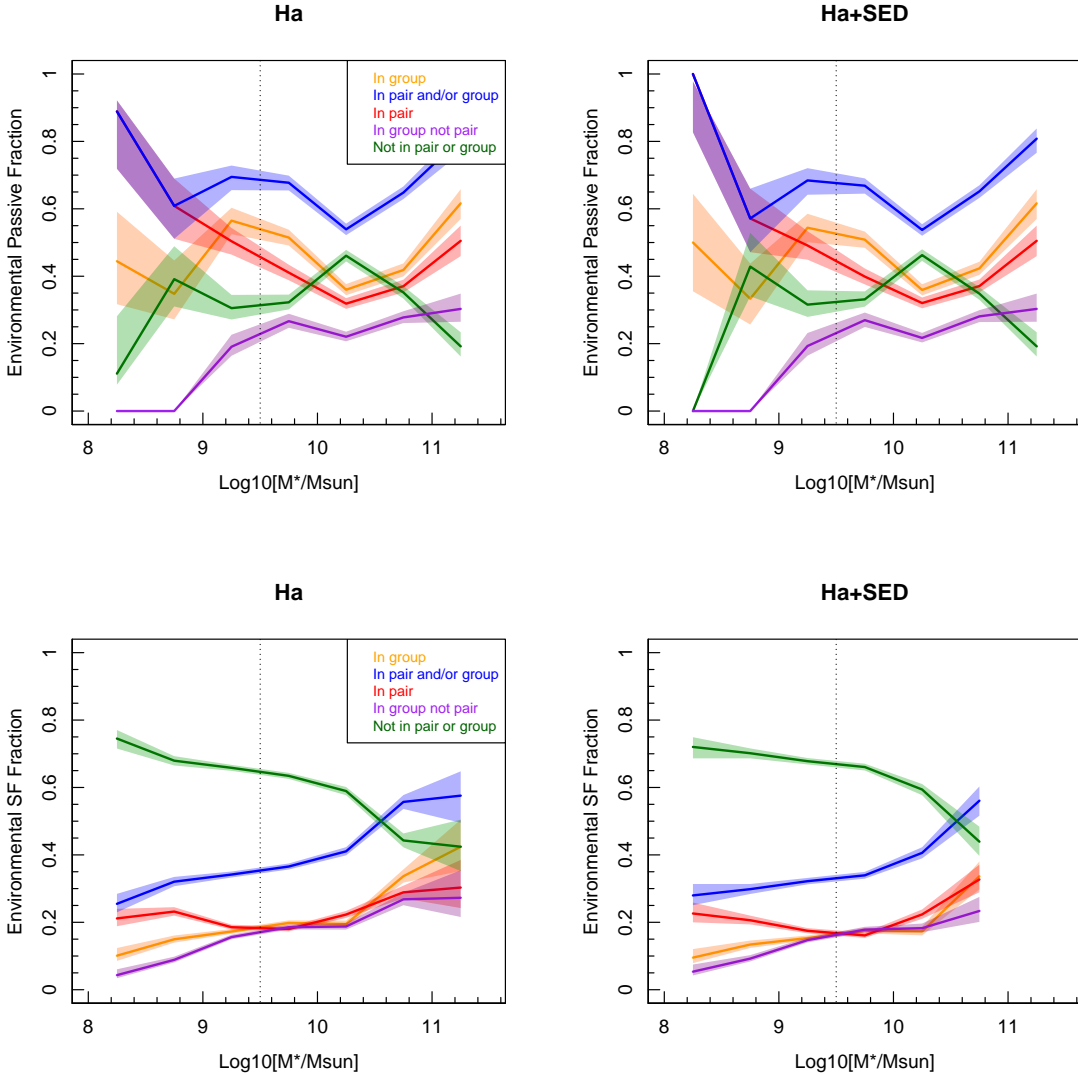 Ha
Ha+SED
Environmental Passive Fraction
0 0.2 0.4 0.6 0.8 1
In group
In pair and/or group
In pair
In group not pair
Not in pair or group
8 9 10 11
Log10[M*/Msun]
Environmental Passive Fraction
0 0.2 0.4 0.6 0.8 1
8 9 10 11
Log10[M*/Msun]
Ha
Ha+SED
Environmental SF Fraction
0 0.2 0.4 0.6 0.8 1
In group
In pair and/or group
In pair
In group not pair
Not in pair or group
8 9 10 11
Log10[M*/Msun]
Environmental SF Fraction
0 0.2 0.4 0.6 0.8 1
8 9 10 11
Log10[M*/Msun]